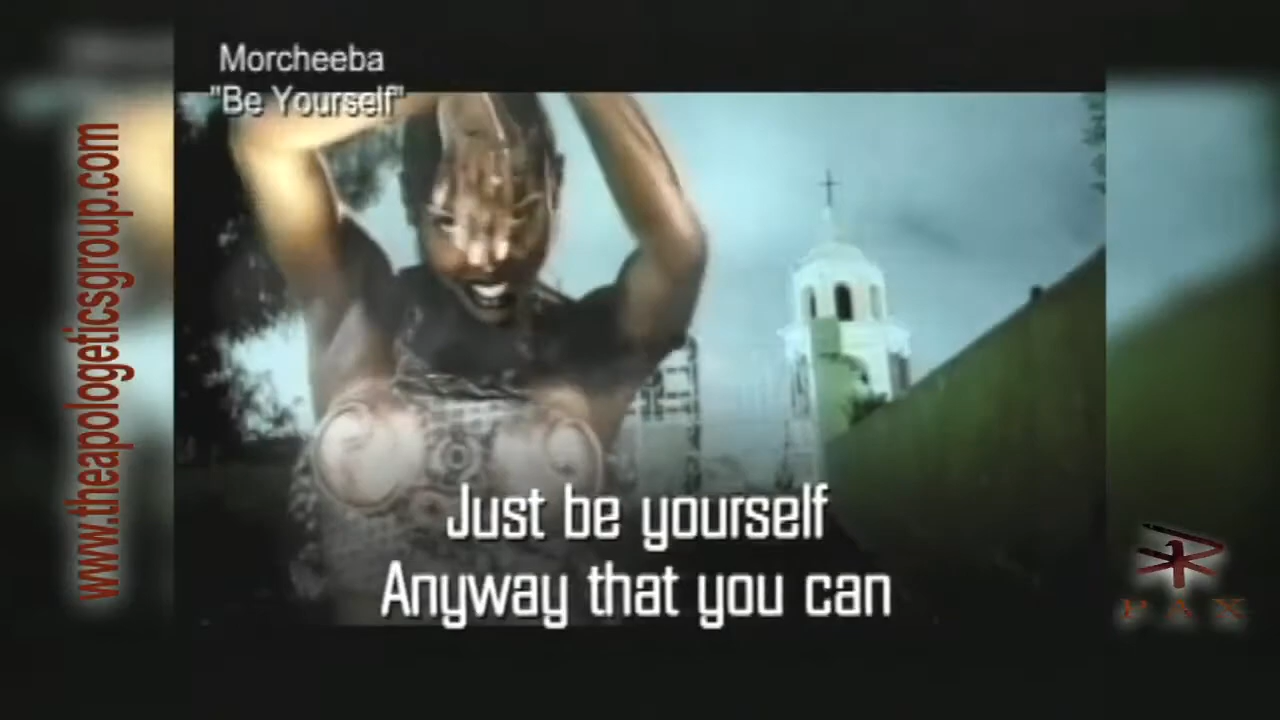 Morcheeba
"Be Yourself"
www.theapologeticsgroup.com
Just be yourself
Anyway that you can
PAX